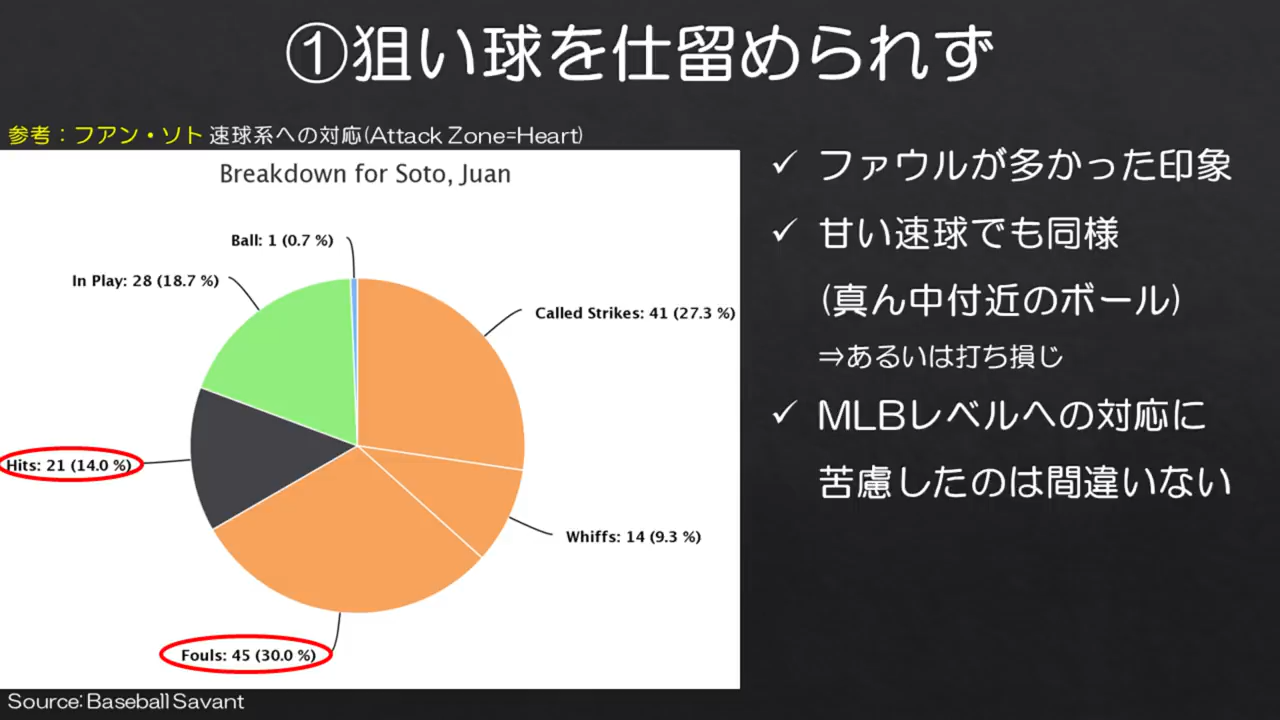 ①狙い球を仕留められず
参考：フアン・ソト 速球系への対応(Attack Zone=Heart)
Breakdown for Soto, Juan
Ball: 1 (0.7 %)
In Play: 28 (18.7 %)
Called Strikes: 41 (27.3 %)
Hits: 21 (14.0 %)
Whiffs: 14 (9.3 %)
Fouls: 45 (30.0 %)
Source: Baseball Savant
✓ ファウルが多かった印象
✓ 甘い速球でも同様
(真ん中付近のボール)
⇒あるいは打ち損じ
✓ MLBレベルへの対応に
苦慮したのは間違いない